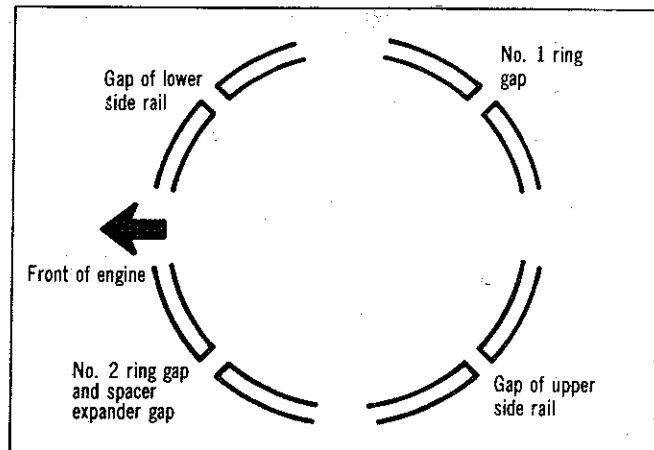 No. 1 ring
gap
Gap of lower
side rail
Front of engine
No. 2 ring gap
and spacer
expander gap
Gap of upper
side rail